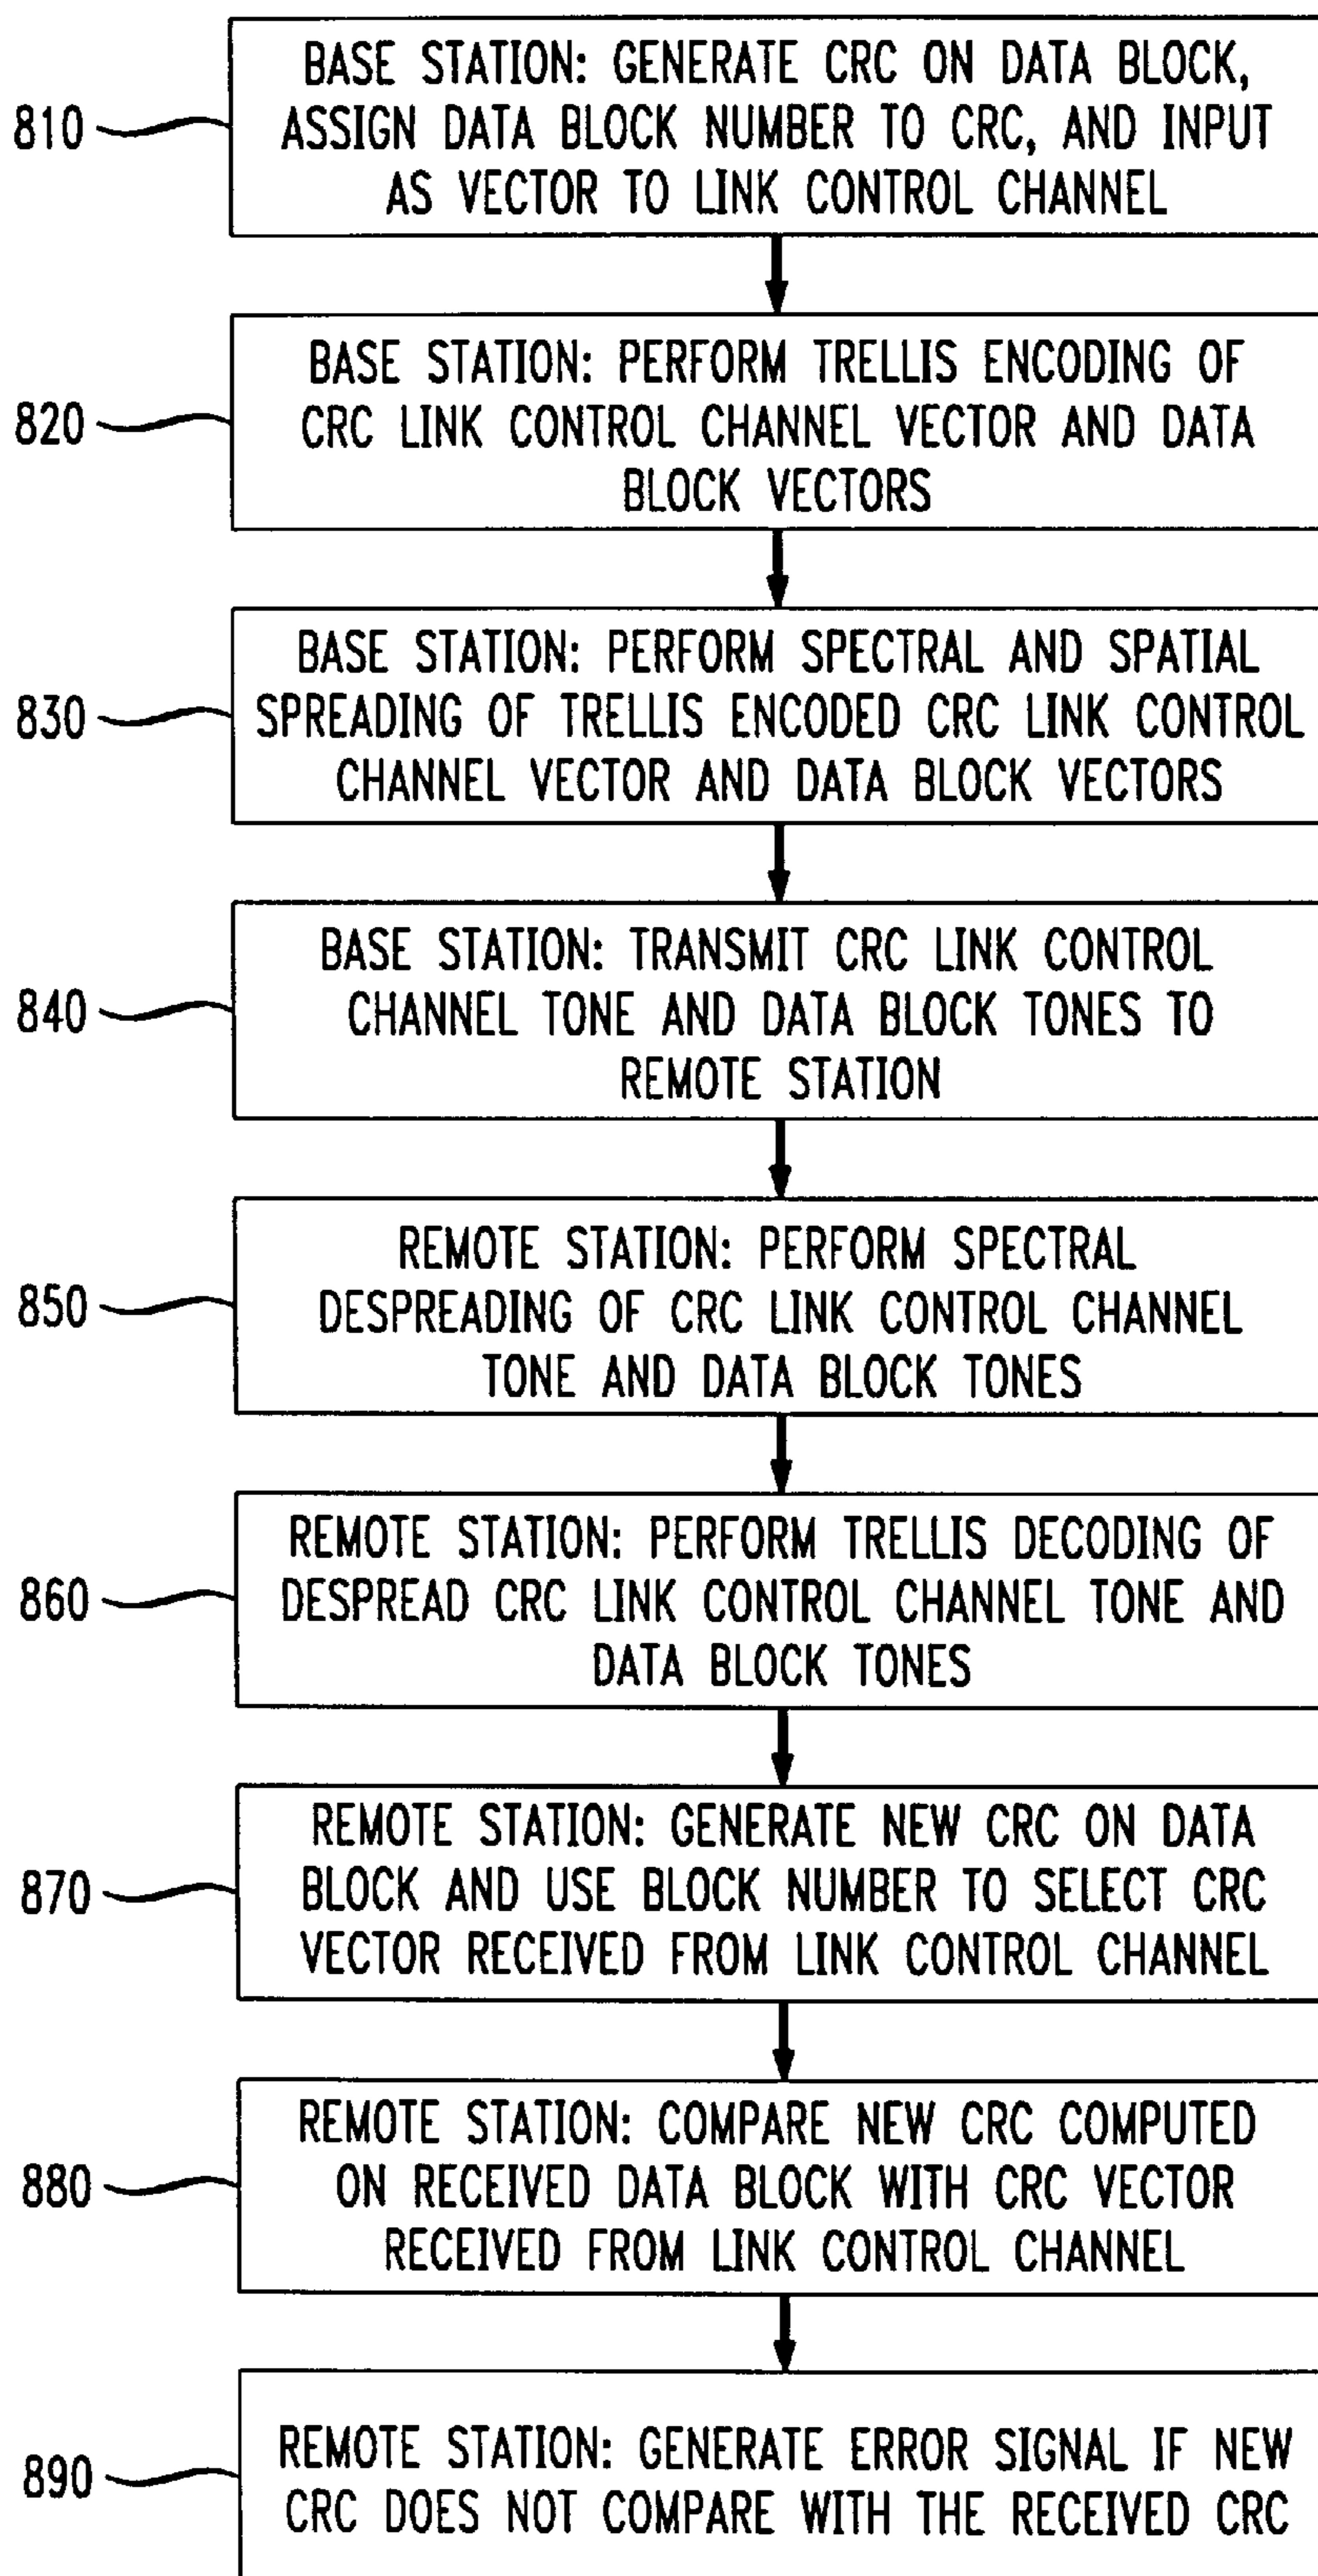 BASE STATION: GENERATE CRC ON DATA BLOCK,
810
ASSIGN DATA BLOCK NUMBER TO CRC, AND INPUT
AS VECTOR TO LINK CONTROL CHANNEL
BASE STATION: PERFORM TRELLIS ENCODING OF
820
CRC LINK CONTROL CHANNEL VECTOR AND DATA
BLOCK VECTORS
BASE STATION: PERFORM SPECTRAL AND SPATIAL
830
SPREADING OF TRELLIS ENCODED CRC LINK CONTROL
CHANNEL VECTOR AND DATA BLOCK VECTORS
BASE STATION: TRANSMIT CRC LINK CONTROL
840
CHANNEL TONE AND DATA BLOCK TONES TO
REMOTE STATION
REMOTE STATION: PERFORM SPECTRAL
850
DESPREADING OF CRC LINK CONTROL CHANNEL
TONE AND DATA BLOCK TONES
REMOTE STATION: PERFORM TRELLIS DECODING OF
860
DESPREAD CRC LINK CONTROL CHANNEL TONE AND
DATA BLOCK TONES
REMOTE STATION: GENERATE NEW CRC ON DATA
870
BLOCK AND USE BLOCK NUMBER TO SELECT CRC
VECTOR RECEIVED FROM LINK CONTROL CHANNEL
REMOTE STATION: COMPARE NEW CRC COMPUTED
880
ON RECEIVED DATA BLOCK WITH CRC VECTOR
RECEIVED FROM LINK CONTROL CHANNEL
REMOTE STATION: GENERATE ERROR SIGNAL IF NEW
890
CRC DOES NOT COMPARE WITH THE RECEIVED CRC